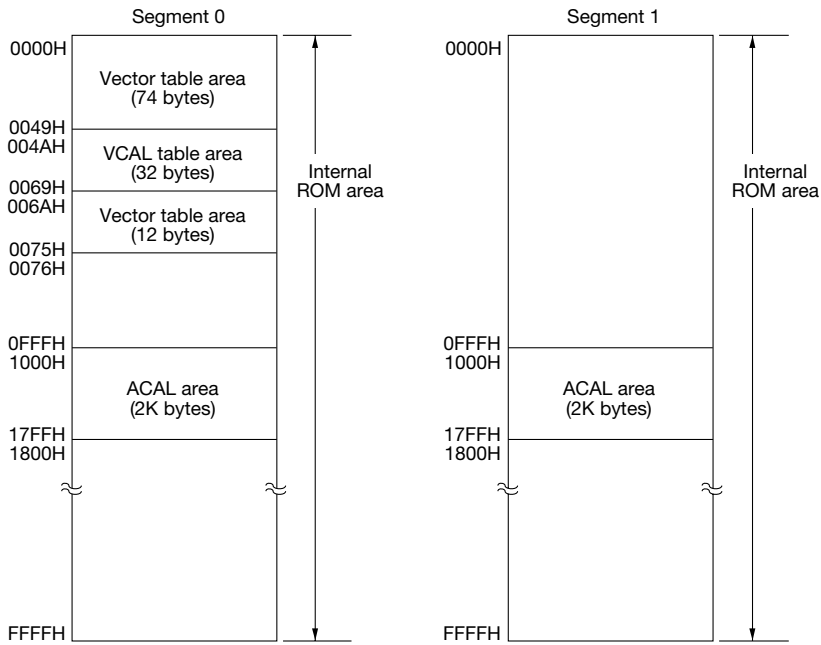 Segment 0
0000H
Vector table area
(74 bytes)
0049H
004AH
VCAL table area
(32 bytes)
0069H
006AH
Vector table area
(12 bytes)
0075H
0076H
0FFFH
1000H
ACAL area
(2K bytes)
17FFH
1800H
FFFFH
Internal
ROM area
Segment 1
0000H
0FFFH
1000H
ACAL area
(2K bytes)
17FFH
1800H
FFFFH
Internal
ROM area